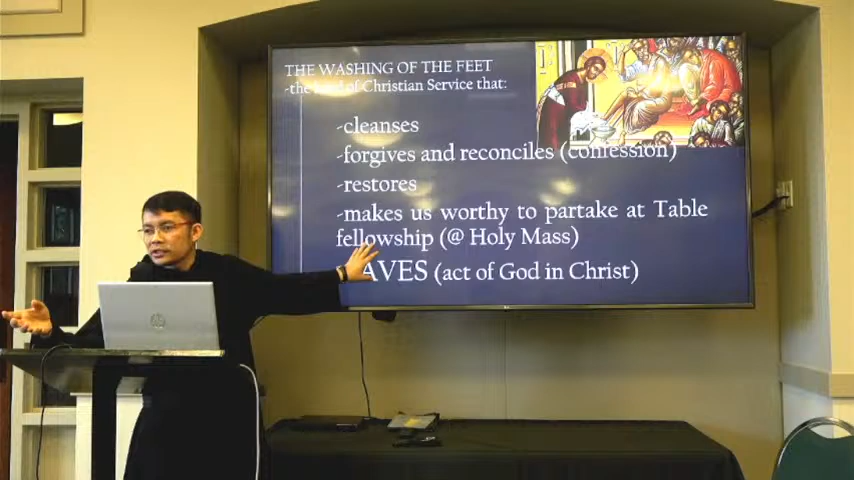 THE WASHING OF THE FEET
-the of Christian Service that:
-cleanses
-forgives and reconciles (confession)
-restores
-makes us worthy to partake at Table
fellowship (@ Holy Mass)
AVES (act of God in Christ)
hp